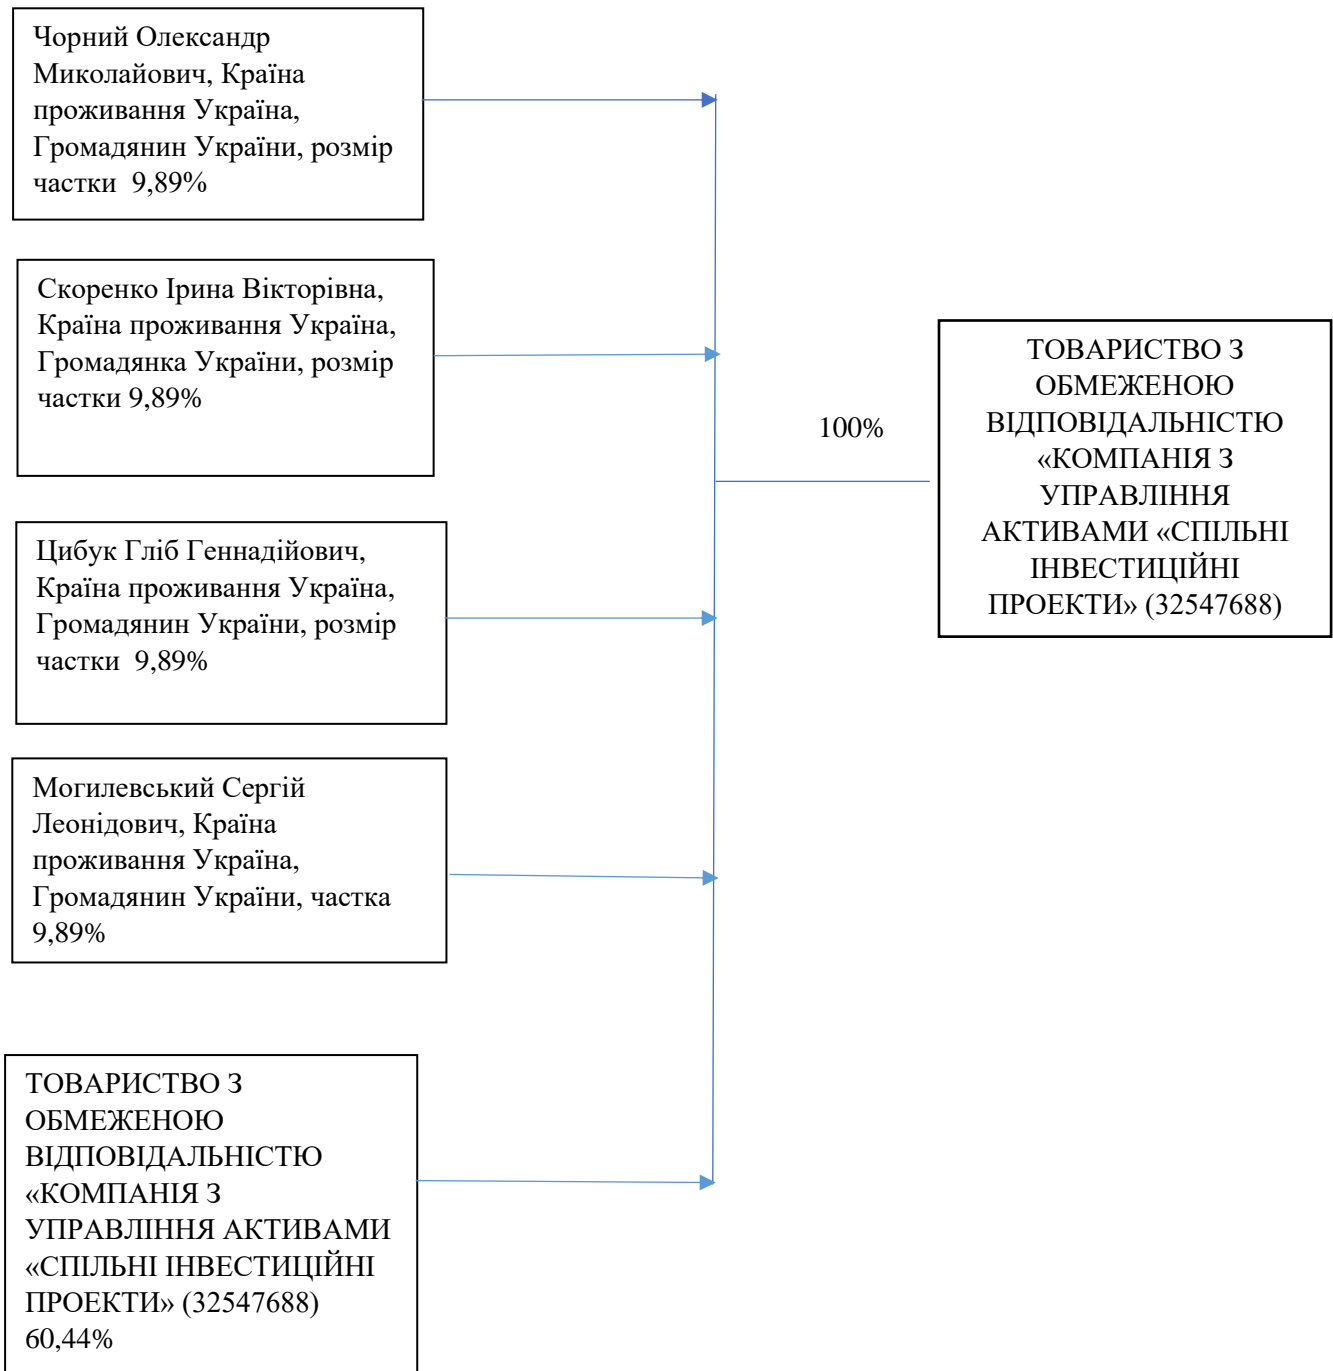 Чорний Олександр
Миколайович, Країна
проживання Україна,
Громадянин України, розмір
частки  9,89%
Скоренко Ірина Вікторівна,
Країна проживання Україна,
Громадянка України, розмір
частки 9,89%
Цибук Гліб Геннадійович,
Країна проживання Україна,
Громадянин України, розмір
частки  9,89%
Могилевський Сергій
Леонідович, Країна
проживання Україна,
Громадянин України, частка
9,89%
ТОВАРИСТВО З
ОБМЕЖЕНОЮ
ВІДПОВІДАЛЬНІСТЮ
«КОМПАНІЯ З
УПРАВЛІННЯ АКТИВАМИ
«СПІЛЬНІ ІНВЕСТИЦІЙНІ
ПРОЕКТИ» (32547688)
60,44%
100%
ТОВАРИСТВО З
ОБМЕЖЕНОЮ
ВІДПОВІДАЛЬНІСТЮ
«КОМПАНІЯ З
УПРАВЛІННЯ
АКТИВАМИ «СПІЛЬНІ
ІНВЕСТИЦІЙНІ
ПРОЕКТИ» (32547688)